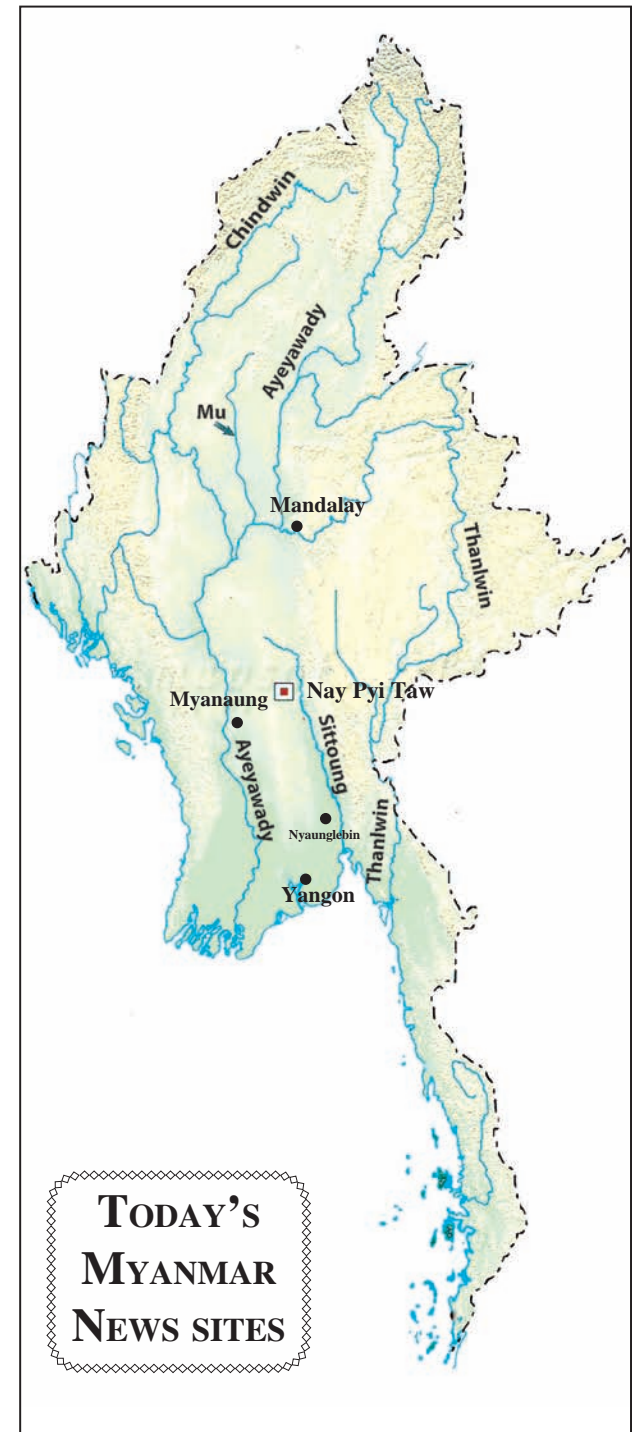 Chindwin
Ayeyawady
Mu
Mandalay
Thanlwin
Nay Pyi Taw
Myanaung
Sittoung
Ayeyawady
Nyaunglebin
Thanlwin
Yangon
TODAY'S
MYANMAR
NEWS SITES